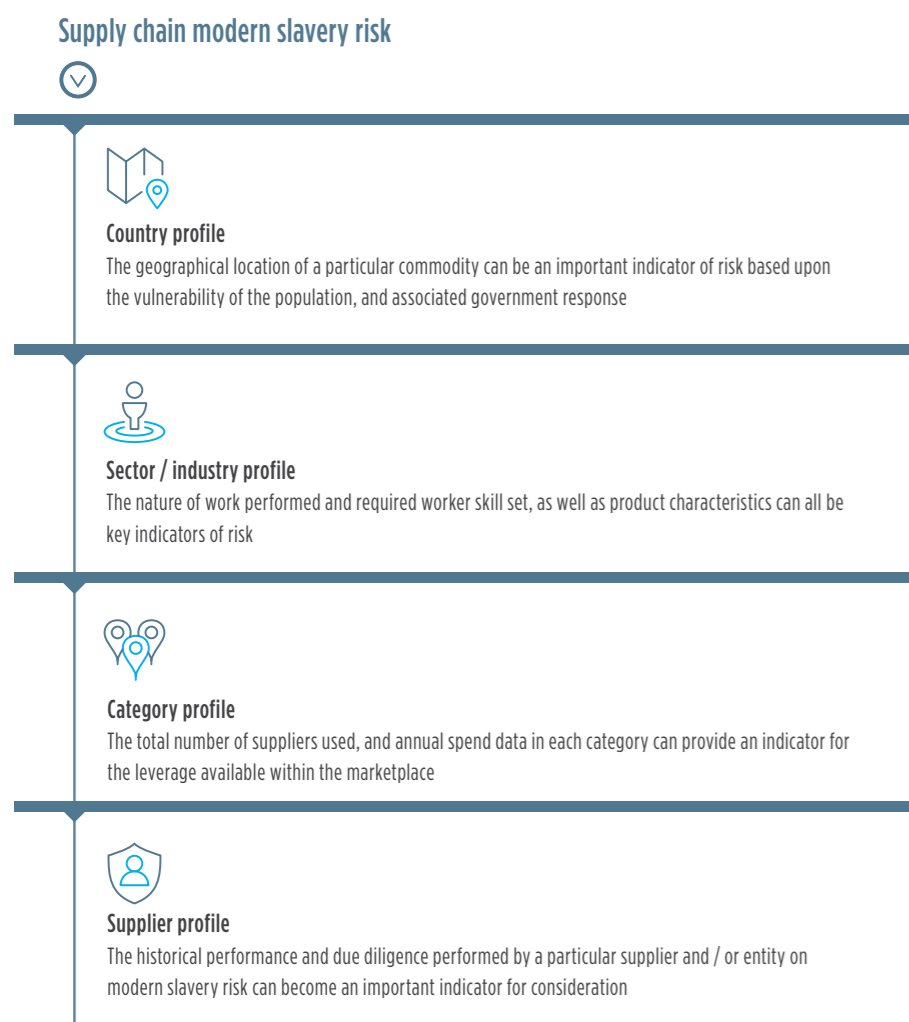 Supply chain modern slavery risk
Country profile
The geographical location of a particular commodity can be an important indicator of risk based upon
the vulnerability of the population, and associated government response
Sector / industry profile
The nature of work performed and required worker skill set, as well as product characteristics can all be
key indicators of risk
Category profile
The total number of suppliers used, and annual spend data in each category can provide an indicator for
the leverage available within the marketplace
Supplier profile
The historical performance and due diligence performed by a particular supplier and / or entity on
modern slavery risk can become an important indicator for consideration